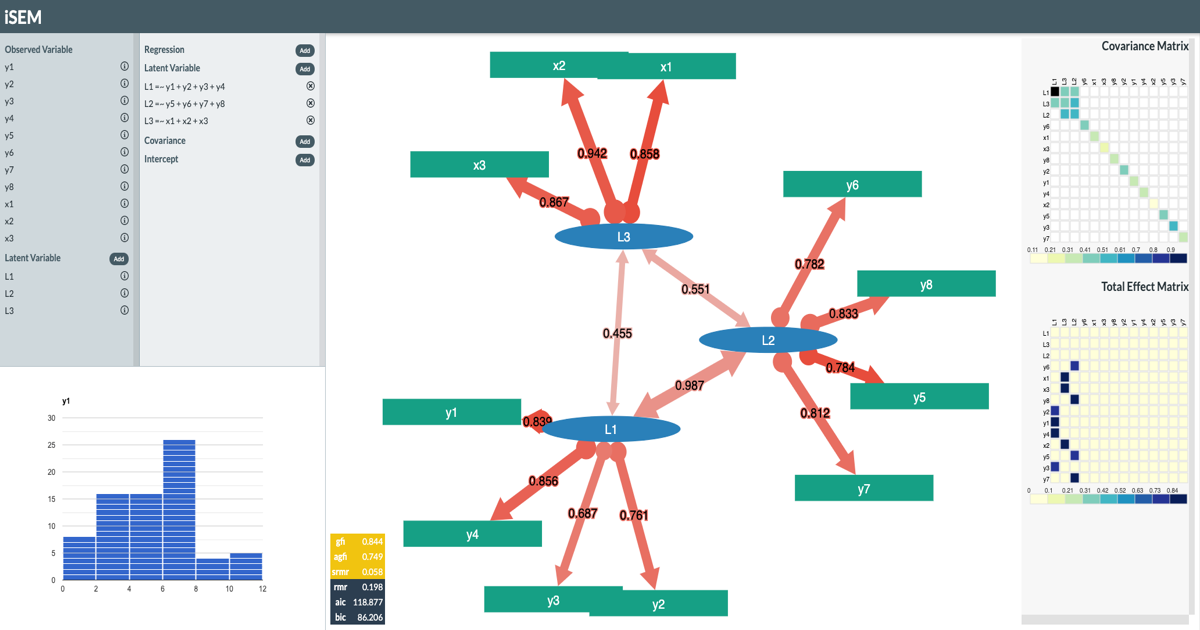 iSEM
Observed Variable
y1
y2
y3
y4
y5
y6
y7
y8
x1
x2
x3
Latent Variable Add
L1
L2
L3
Regression Add
Latent Variable Add
L1 =~ y1 + y2 + y3 + y4
L2 =~ y5 + y6 + y7 + y8
L3 =~ x1 + x2 + x3
Covariance Add
Intercept Add
y1
30
25
20
15
10
5
0
0 2 4 6 8 10 12
x2 x1
0.942 0.858
x3
0.867
L3
y6
0.782
0.551
y8
0.833
0.455
L2
0.784
y5
0.987
y1
0.839
L1
0.812
0.856
y7
0.687 0.761
y4
y3 y2
gfi 0.844
agfi 0.749
srmr 0.058
rmr 0.198
aic 118.877
bic 86.206
Covariance Matrix
L1 L3 L2 y6 x1 x3 y8 y2 y1 y4 x2 y5 y3 y7
L1
L3
L2
y6
x1
x3
y8
y2
y1
y4
x2
y5
y3
y7
0.11 0.21 0.31 0.41 0.51 0.61 0.7 0.8 0.9
Total Effect Matrix
L1 L3 L2 y6 x1 x3 y8 y2 y1 y4 x2 y5 y3 y7
L1
L3
L2
y6
x1
x3
y8
y2
y1
y4
x2
y5
y3
y7
0 0.1 0.21 0.31 0.42 0.52 0.63 0.73 0.84